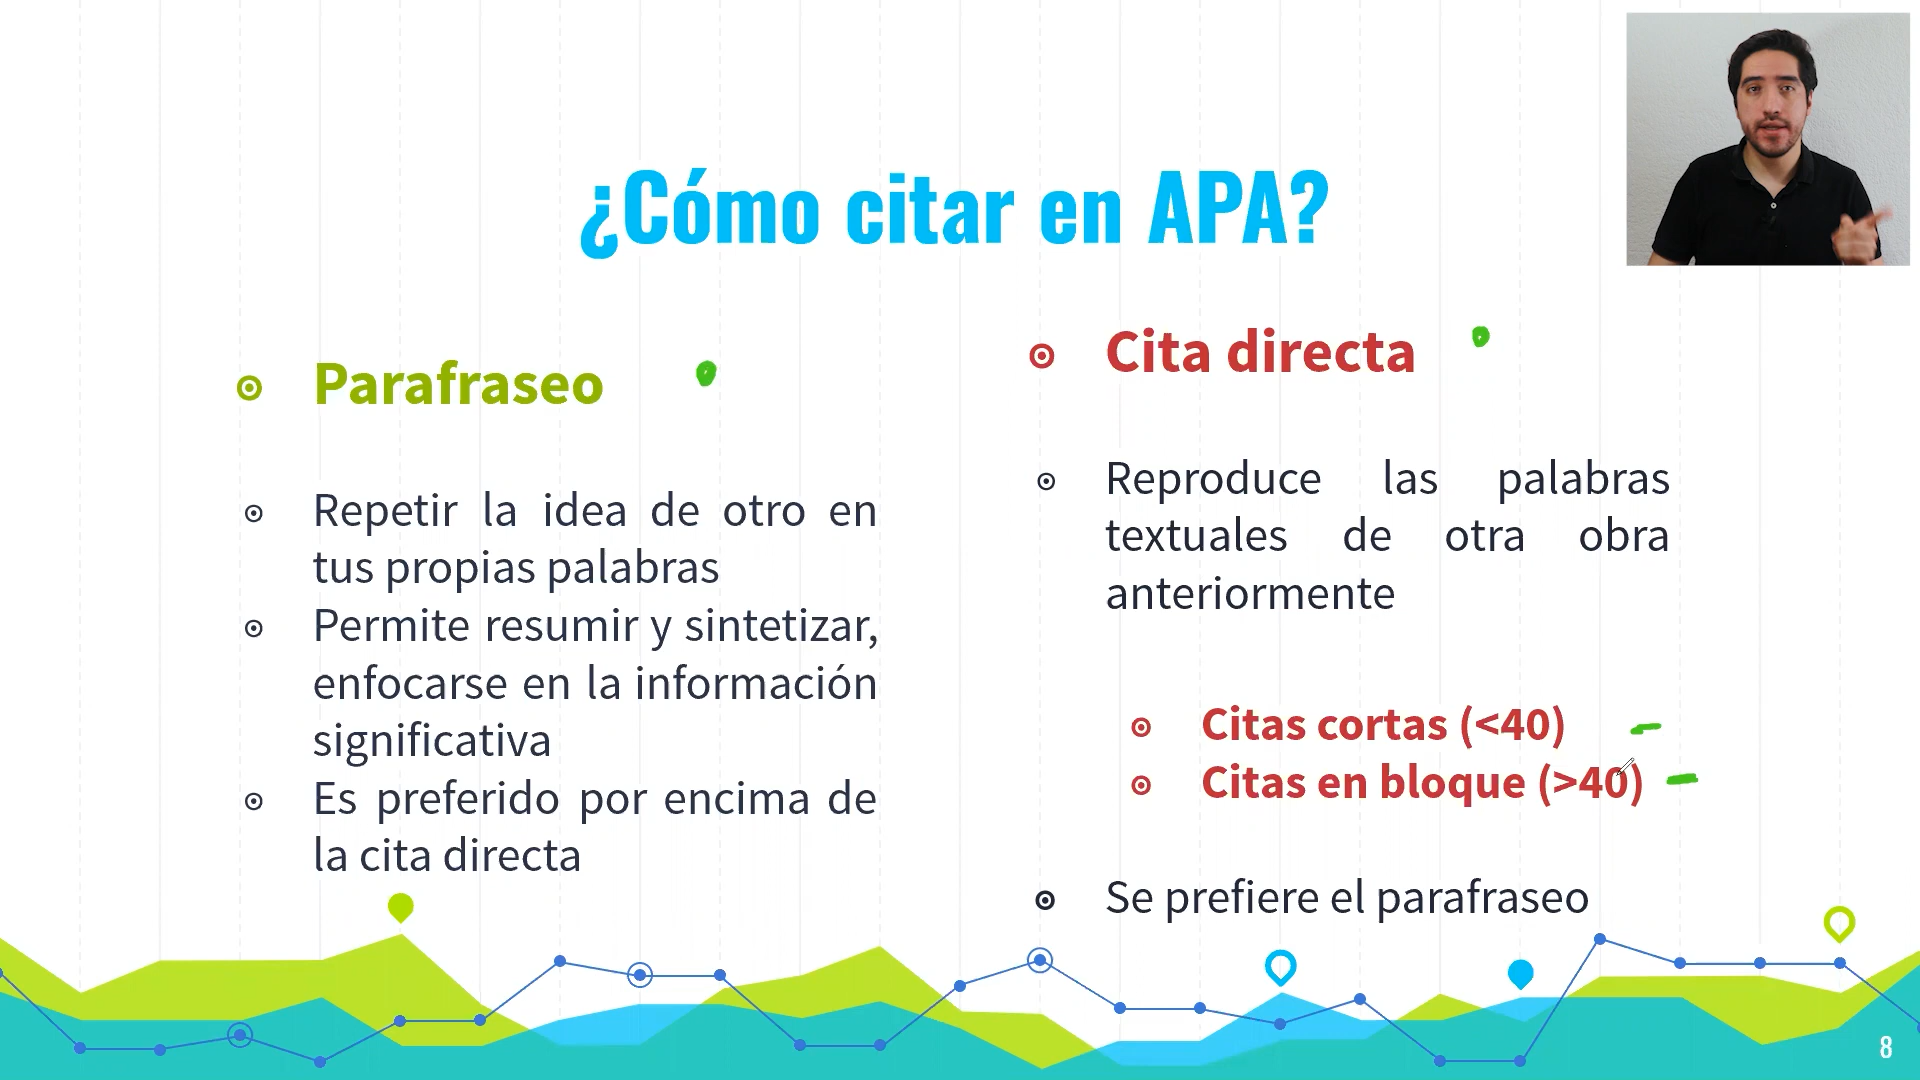 ¿Cómo citar en APA?
Parafraseo
Repetir la idea de otro en
tus propias palabras
Permite resumir y sintetizar,
enfocarse en la información
significativa
Es preferido por encima de
la cita directa
Cita directa
Reproduce las palabras
textuales de otra obra
anteriormente
Citas cortas (<40)
Citas en bloque (>40)
Se prefiere el parafraseo
8